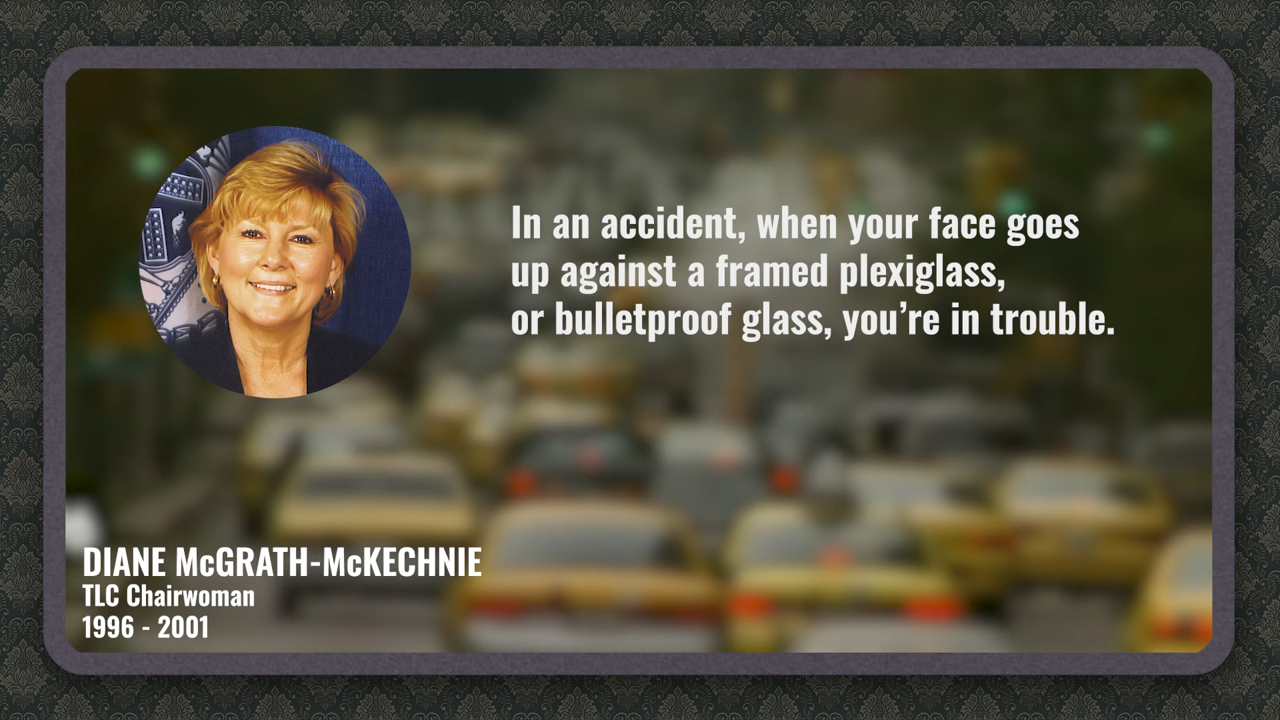 In an accident, when your face goes
up against a framed plexiglass,
or bulletproof glass, you’re in trouble.
DIANE McGRATH-McKECHNIE
TLC Chairwoman
1996 - 2001